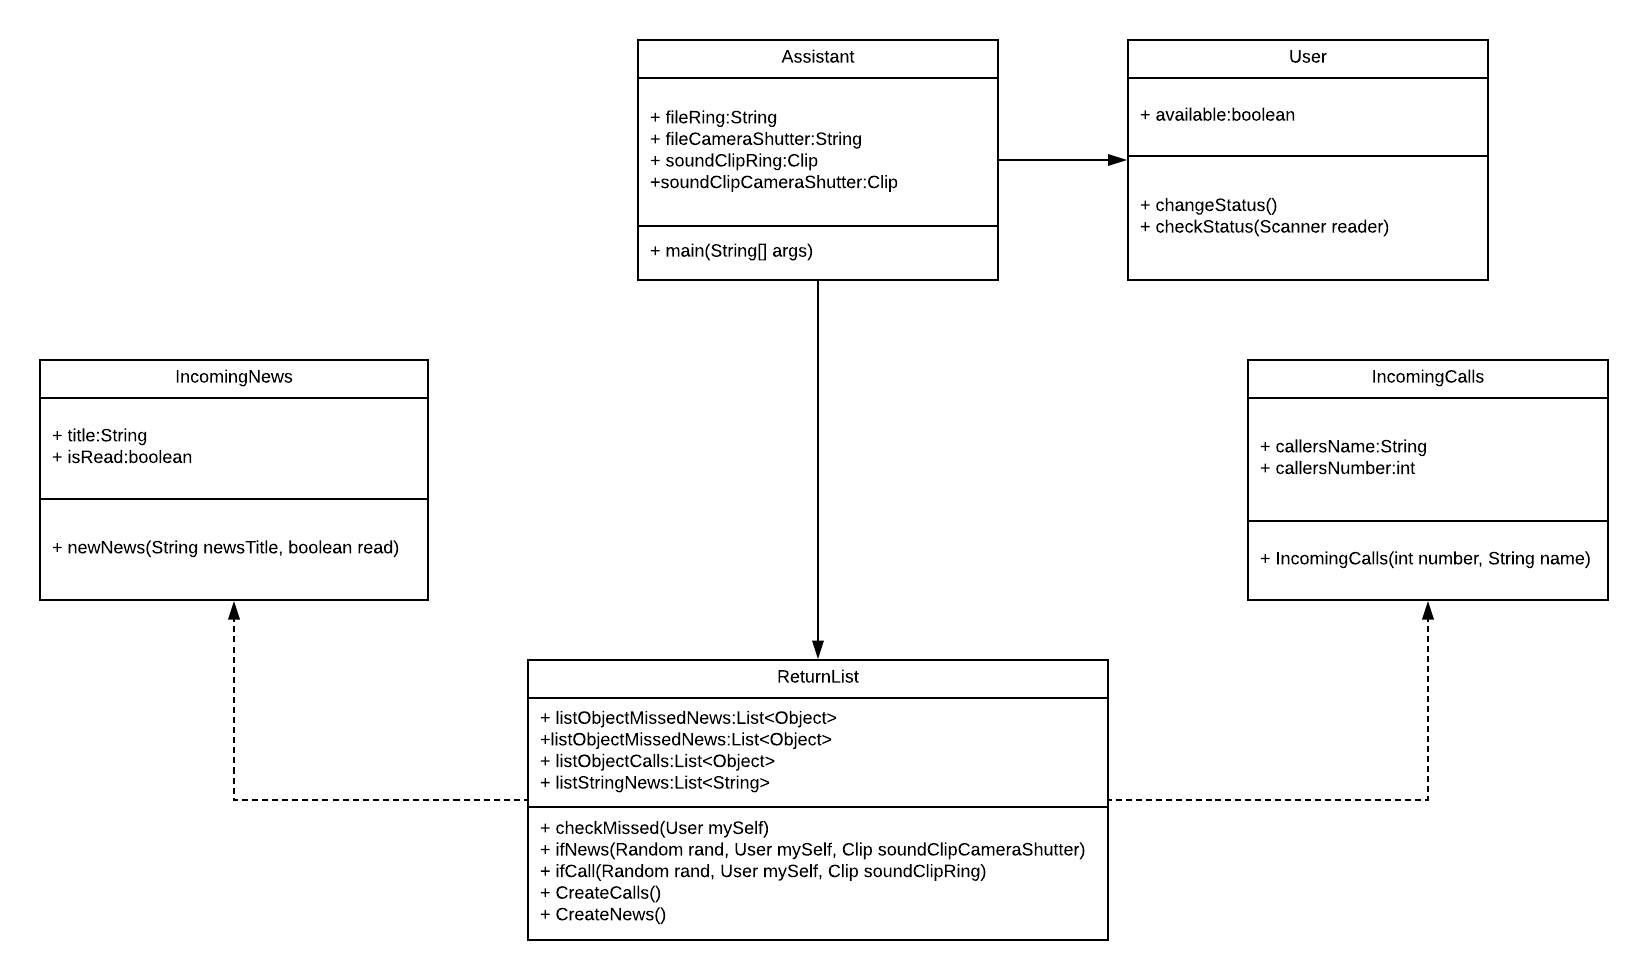 Assistant
+ fileRing:String
+ fileCameraShutter:String
+ soundClipRing:Clip
+soundClipCameraShutter:Clip
+ main(String[] args)
User
+ available:boolean
+ changeStatus()
+ checkStatus(Scanner reader)
IncomingNews
+ title:String
+ isRead:boolean
+ newNews(String newsTitle, boolean read)
IncomingCalls
+ callersName:String
+ callersNumber:int
+ IncomingCalls(int number, String name)
ReturnList
+ listObjectMissedNews:List<Object>
+listObjectMissedNews:List<Object>
+ listObjectCalls:List<Object>
+ listStringNews:List<String>
+ checkMissed(User mySelf)
+ ifNews(Random rand, User mySelf, Clip soundClipCameraShutter)
+ ifCall(Random rand, User mySelf, Clip soundClipRing)
+ CreateCalls()
+ CreateNews()